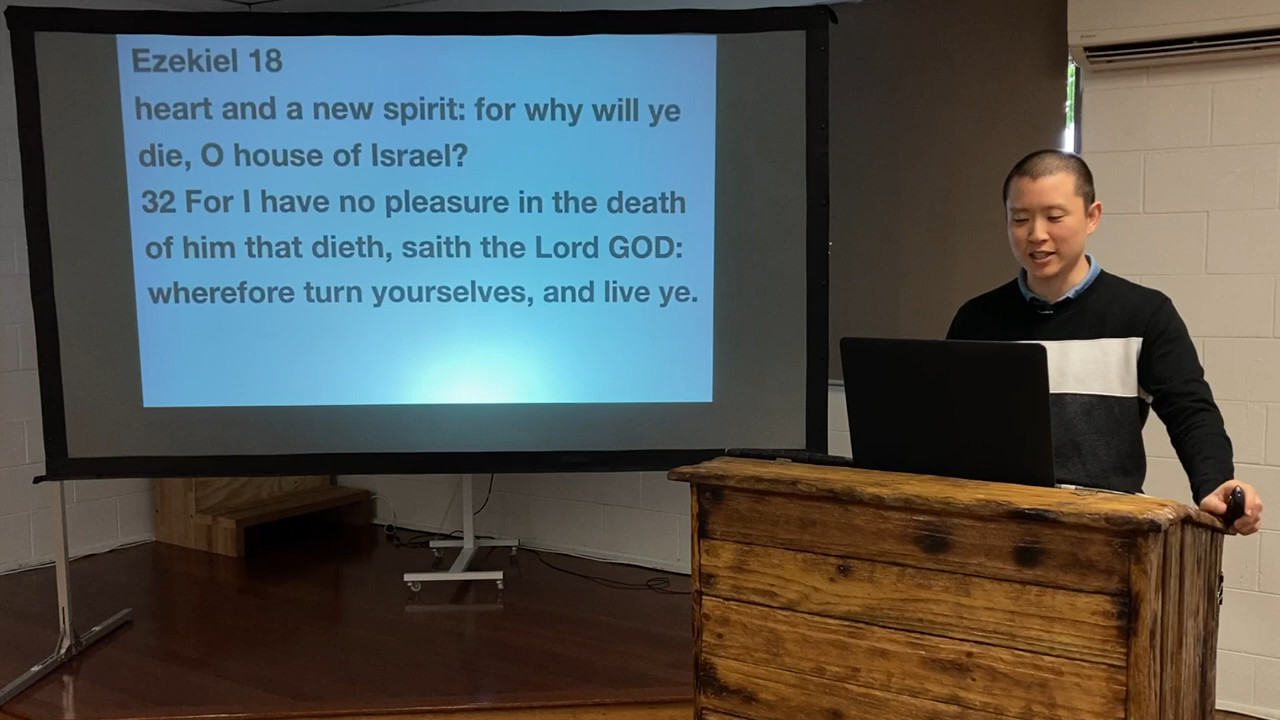 Ezekiel 18
heart and a new spirit: for why will ye
die, O house of Israel?
32 For I have no pleasure in the death
of him that dieth, saith the Lord GOD:
wherefore turn yourselves, and live ye.